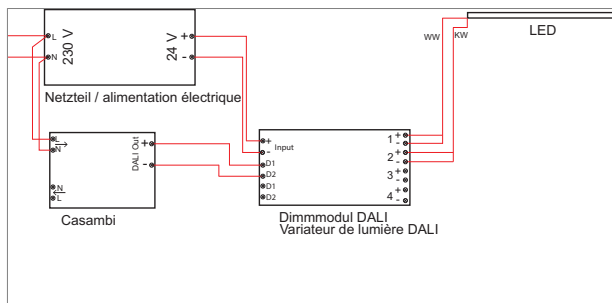 L
N
230 V
24 V
+
-
Netzteil / alimentation électrique
WW
KW
LED
L
N
N
L
DALI Out
+
-
Casambi
+
-
Input
D1
D2
D1
D2
1 +
-
2 +
-
3 +
-
4 +
-
Dimmmodul DALI
Variateur de lumière DALI